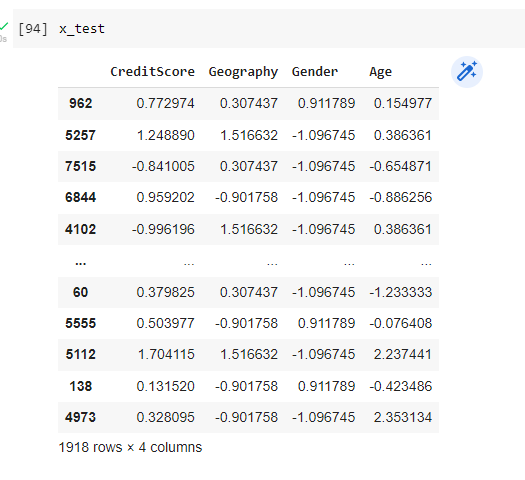 [94] x_test
0s
CreditScore Geography Gender Age
962 0.772974 0.307437 0.911789 0.154977
5257 1.248890 1.516632 -1.096745 0.386361
7515 -0.841005 0.307437 -1.096745 -0.654871
6844 0.959202 -0.901758 -1.096745 -0.886256
4102 -0.996196 1.516632 -1.096745 0.386361
... ... ... ... ...
60 0.379825 0.307437 -1.096745 -1.233333
5555 0.503977 -0.901758 0.911789 -0.076408
5112 1.704115 1.516632 -1.096745 2.237441
138 0.131520 -0.901758 0.911789 -0.423486
4973 0.328095 -0.901758 -1.096745 2.353134
1918 rows × 4 columns